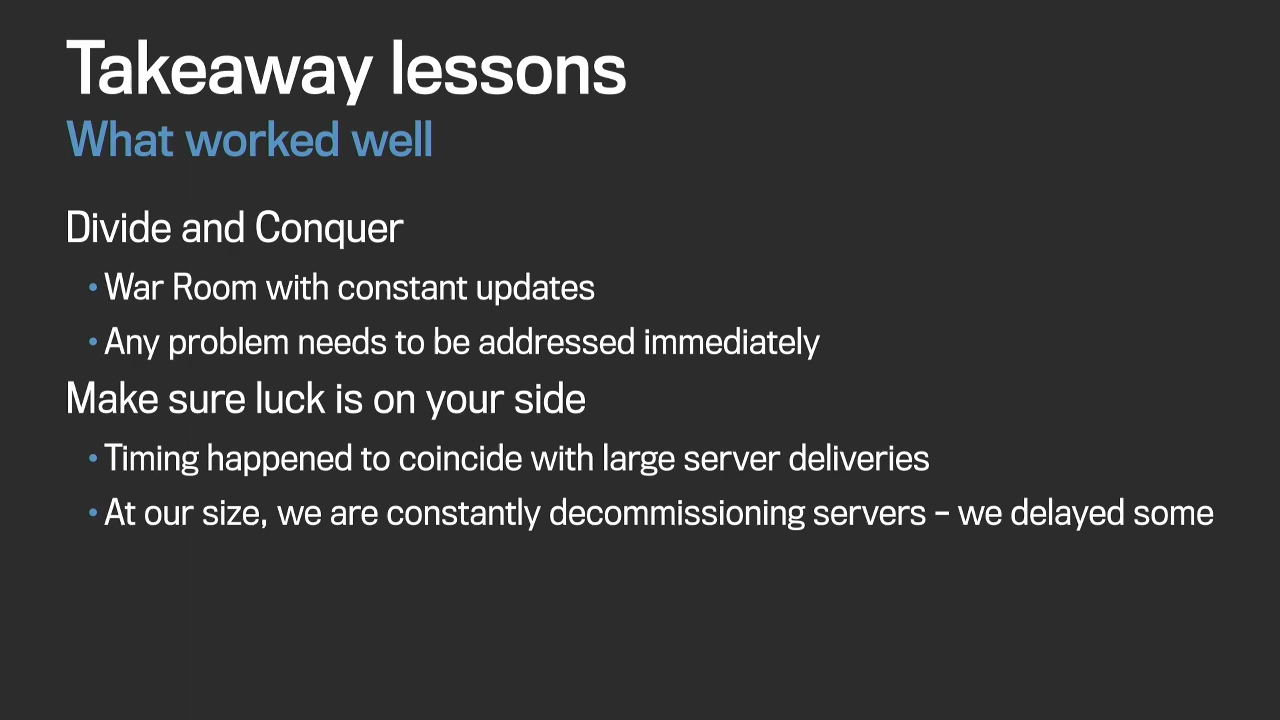 Takeaway lessons
What worked well
Divide and Conquer
• War Room with constant updates
• Any problem needs to be addressed immediately
Make sure luck is on your side
• Timing happened to coincide with large server deliveries
• At our size, we are constantly decommissioning servers – we delayed some